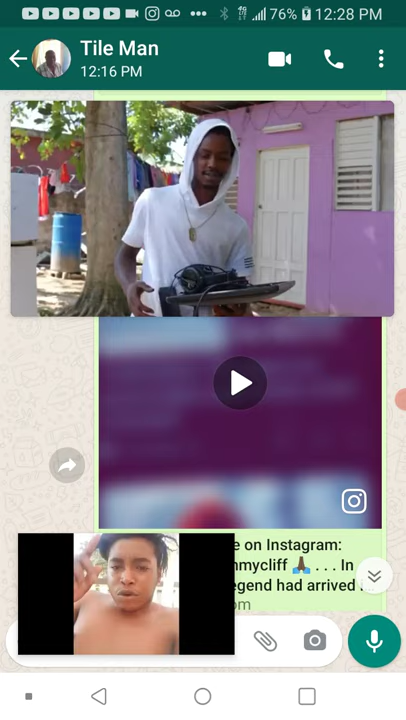 76% 12:28 PM
Tile Man
12:16 PM
e on Instagram:
mmycliff 🙏🏾 . . . In
egend had arrived
om